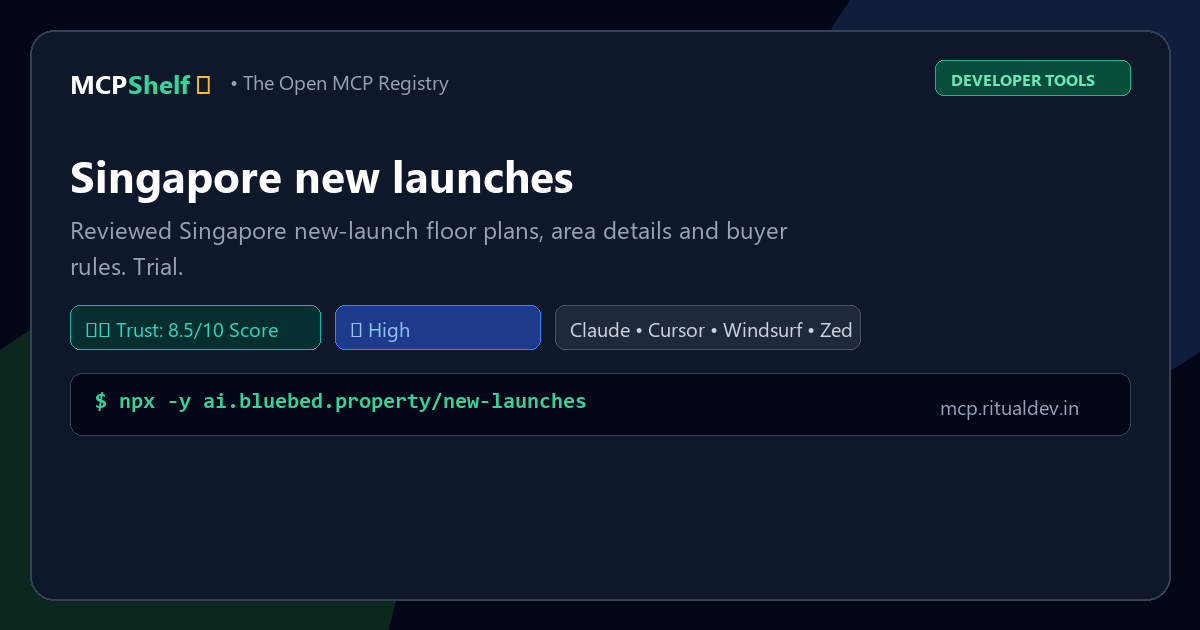 MCPShelf • The Open MCP Registry
DEVELOPER TOOLS
Singapore new launches
Reviewed Singapore new-launch floor plans, area details and buyer
rules. Trial.
Trust: 8.5/10 Score
High
Claude • Cursor • Windsurf • Zed
$ npx -y ai.bluebed.property/new-launches
mcp.ritualdev.in